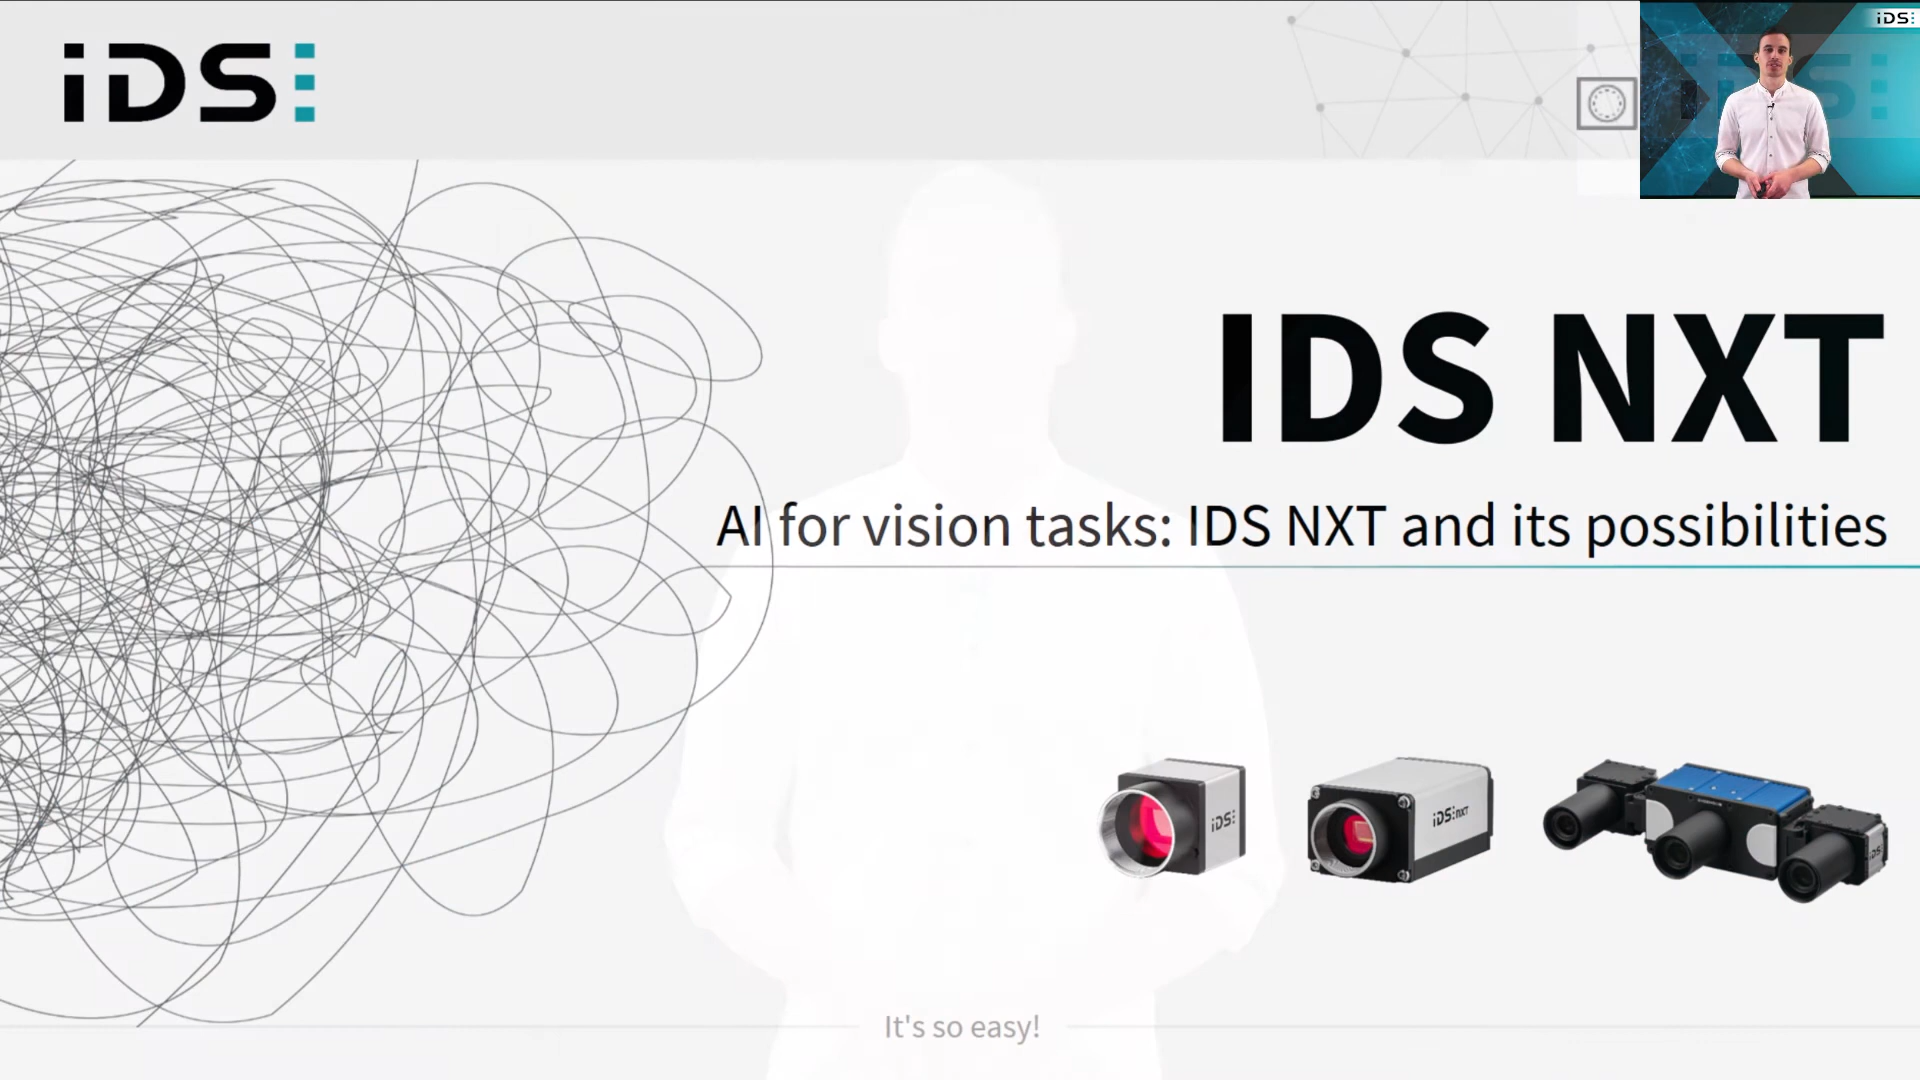 iDS
iDS
IDS NXT
AI for vision tasks: IDS NXT and its possibilities
iDS
iDS NXT
iDS
It's so easy!